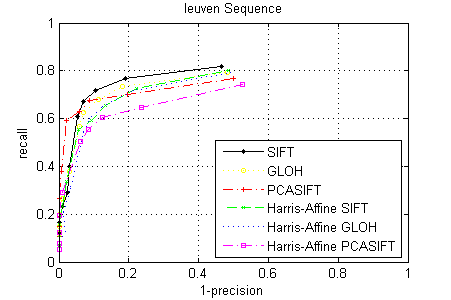 leuven Sequence
1
0.8
0.6
0.4
0.2
0
recall
SIFT
GLOH
PCASIFT
Harris-Affine SIFT
Harris-Affine GLOH
Harris-Affine PCASIFT
0
0.2
0.4
0.6
0.8
1
1-precision